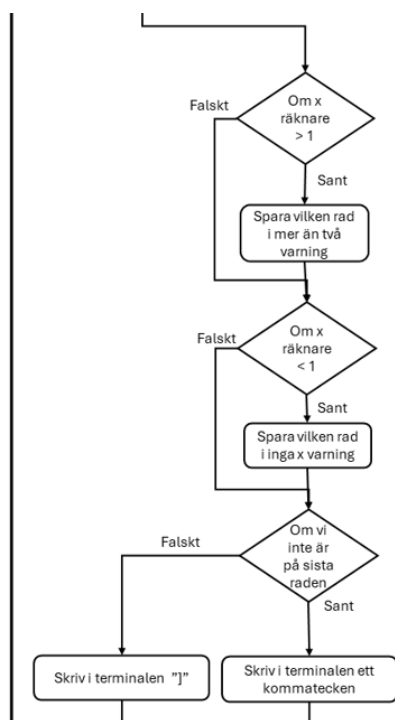 Falskt
Om x
räknare
> 1
Sant
Spara vilken rad
i mer än två
varning
Falskt
Om x
räknare
< 1
Sant
Spara vilken rad
i inga x varning
Falskt
Om vi
inte är
på sista
raden
Sant
Skriv i terminalen ”]”
Skriv i terminalen ett
kommatecken